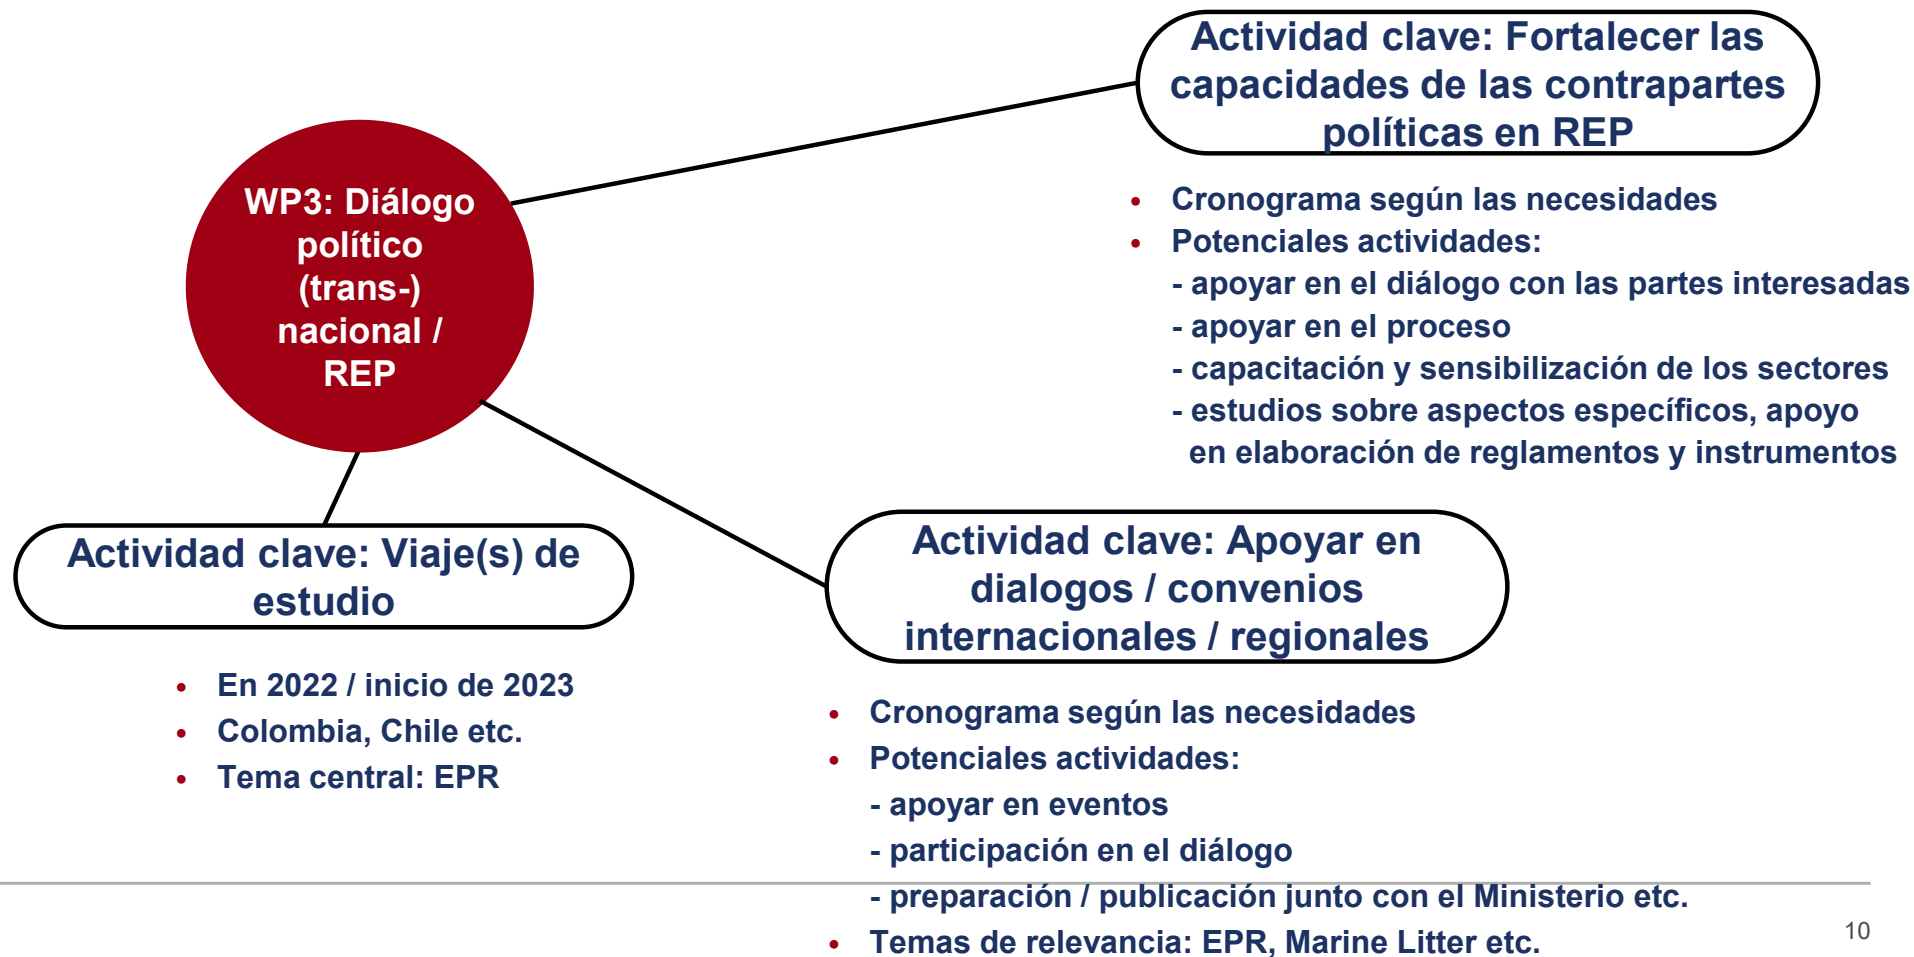 Actividad clave: Fortalecer las
capacidades de las contrapartes
políticas en REP
WP3: Diálogo
político
(trans-)
nacional /
REP
• Cronograma según las necesidades
• Potenciales actividades:
- apoyar en el diálogo con las partes interesadas
- apoyar en el proceso
- capacitación y sensibilización de los sectores
- estudios sobre aspectos específicos, apoyo
en elaboración de reglamentos y instrumentos
Actividad clave: Viaje(s) de
estudio
• En 2022 / inicio de 2023
• Colombia, Chile etc.
• Tema central: EPR
Actividad clave: Apoyar en
dialogos / convenios
internacionales / regionales
• Cronograma según las necesidades
• Potenciales actividades:
- apoyar en eventos
- participación en el diálogo
- preparación / publicación junto con el Ministerio etc.
• Temas de relevancia: EPR, Marine Litter etc.
10